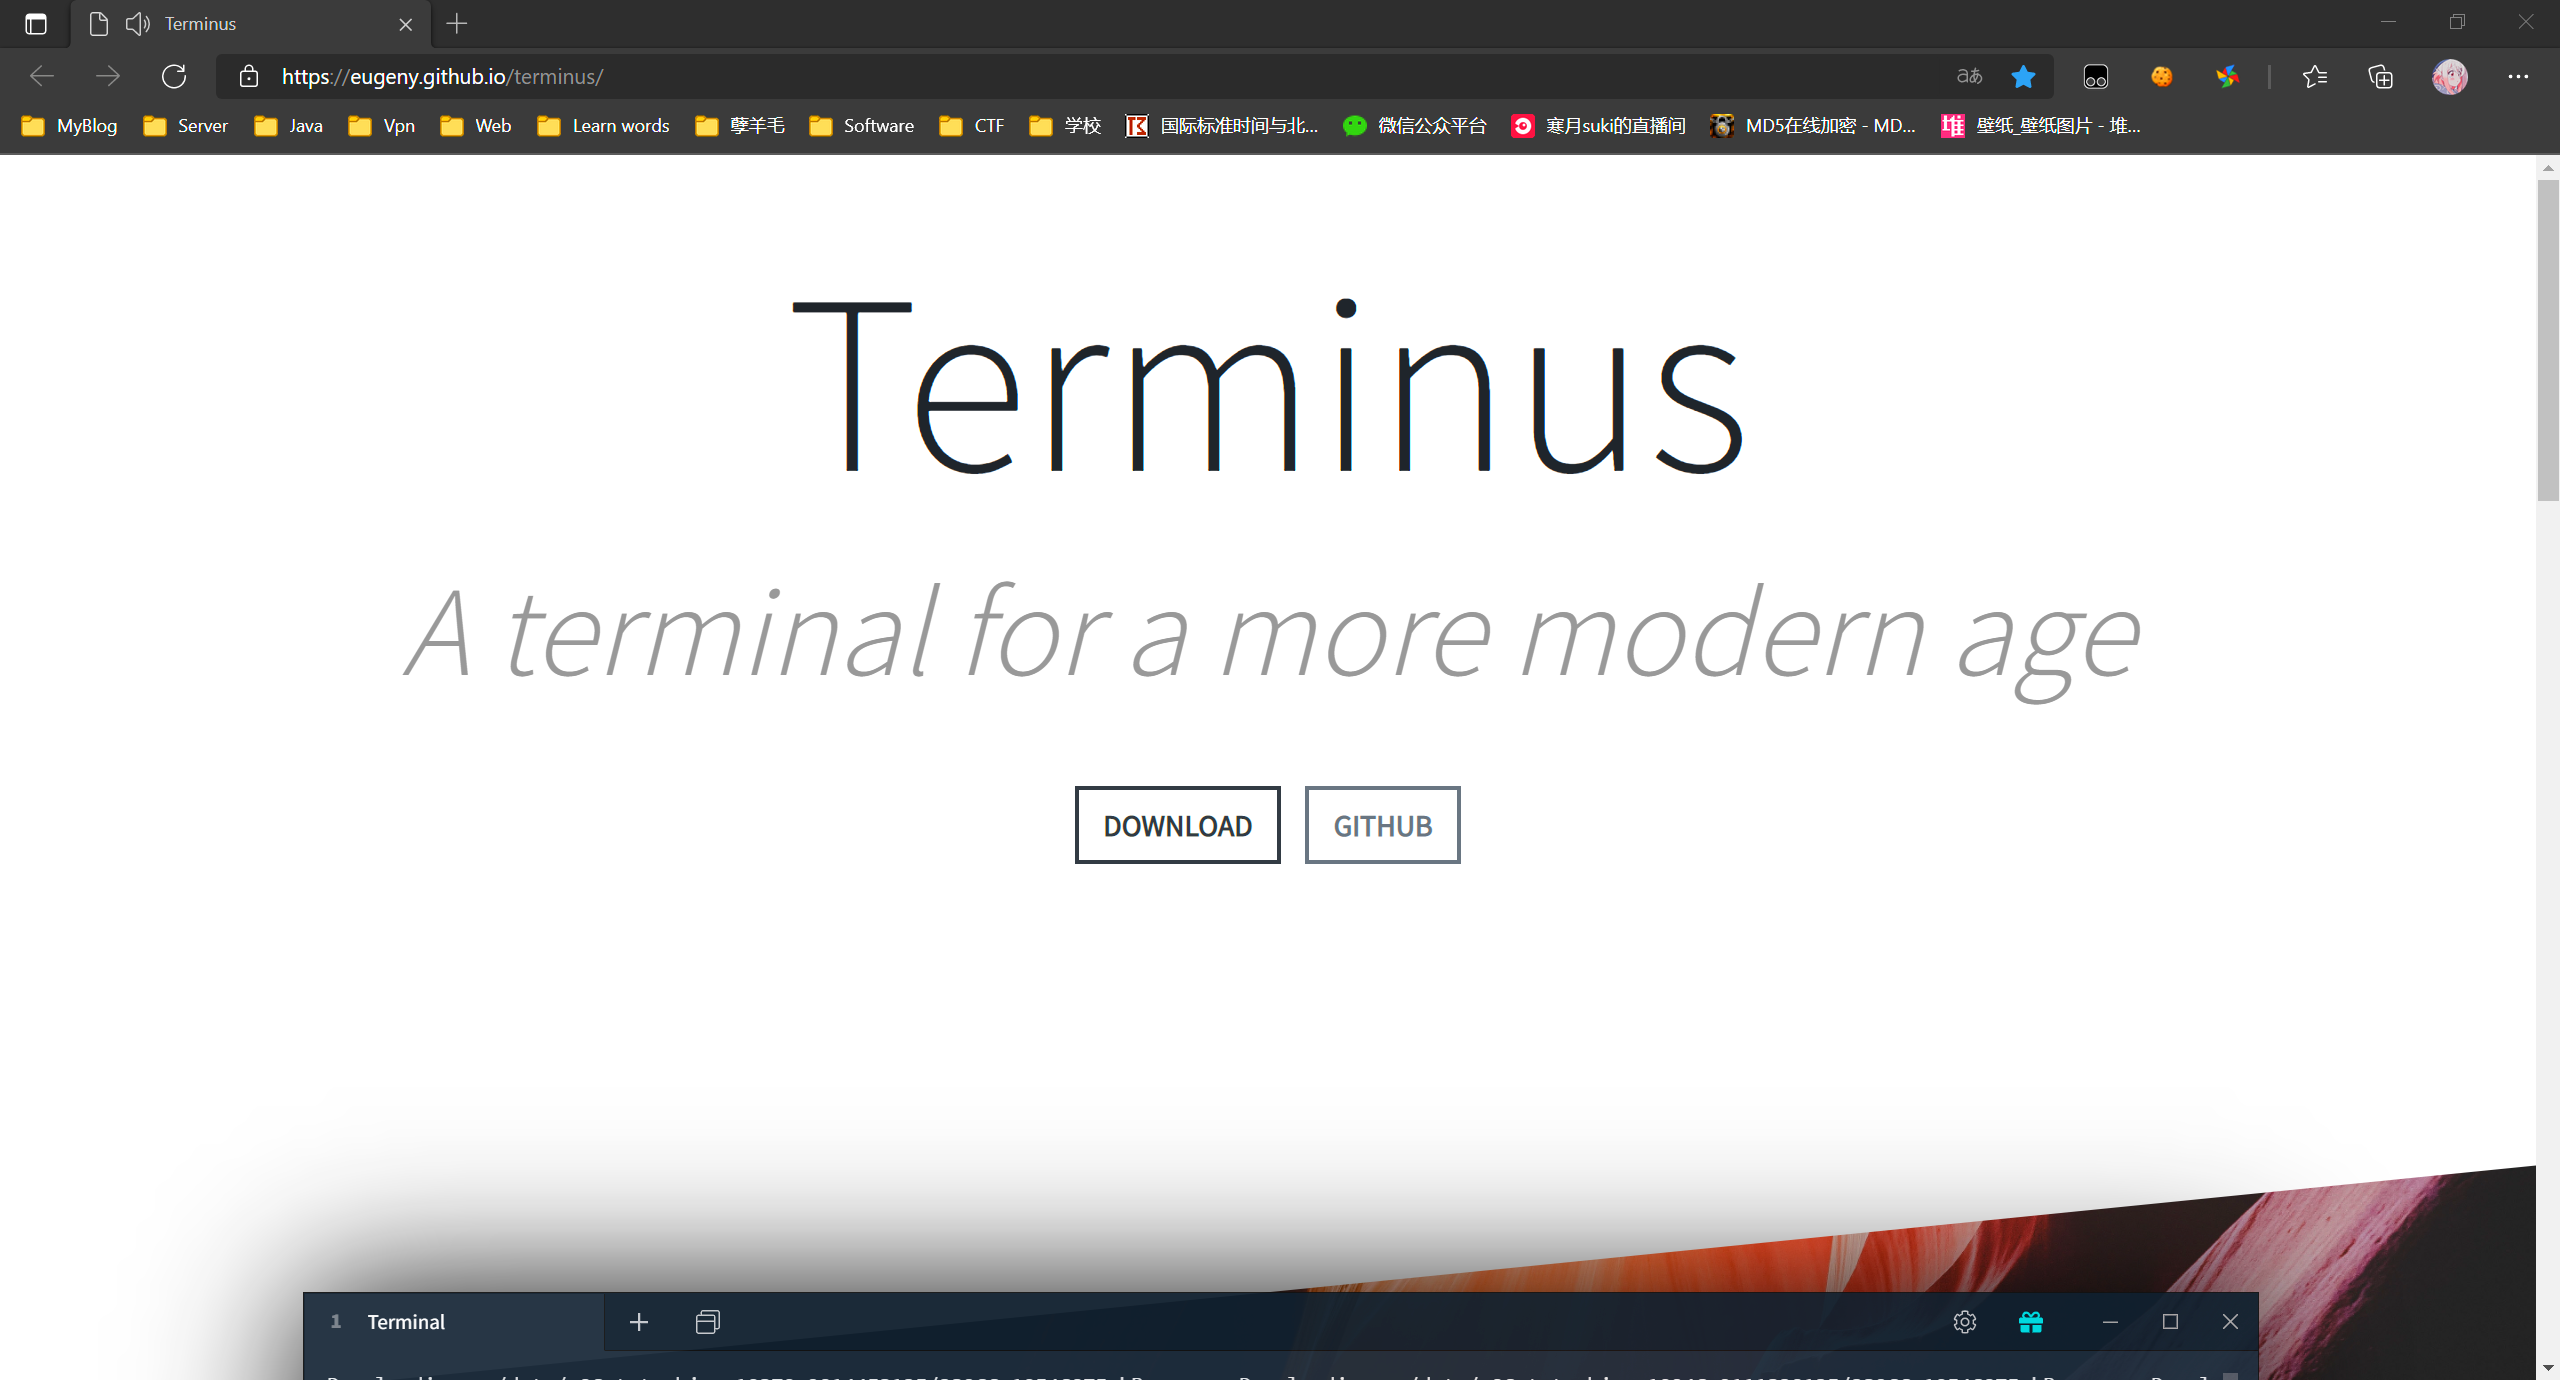 Terminus
https://eugeny.github.io/terminus/
MyBlog Server Java Vpn Web Learn words 孽羊毛 Software CTF 学校 国际标准时间与北... 微信公众平台 寒月suki的直播间 MD5在线加密 - MD... 壁纸_壁纸图片 - 堆...
Terminus
A terminal for a more modern age
DOWNLOAD GITHUB
1 Terminal